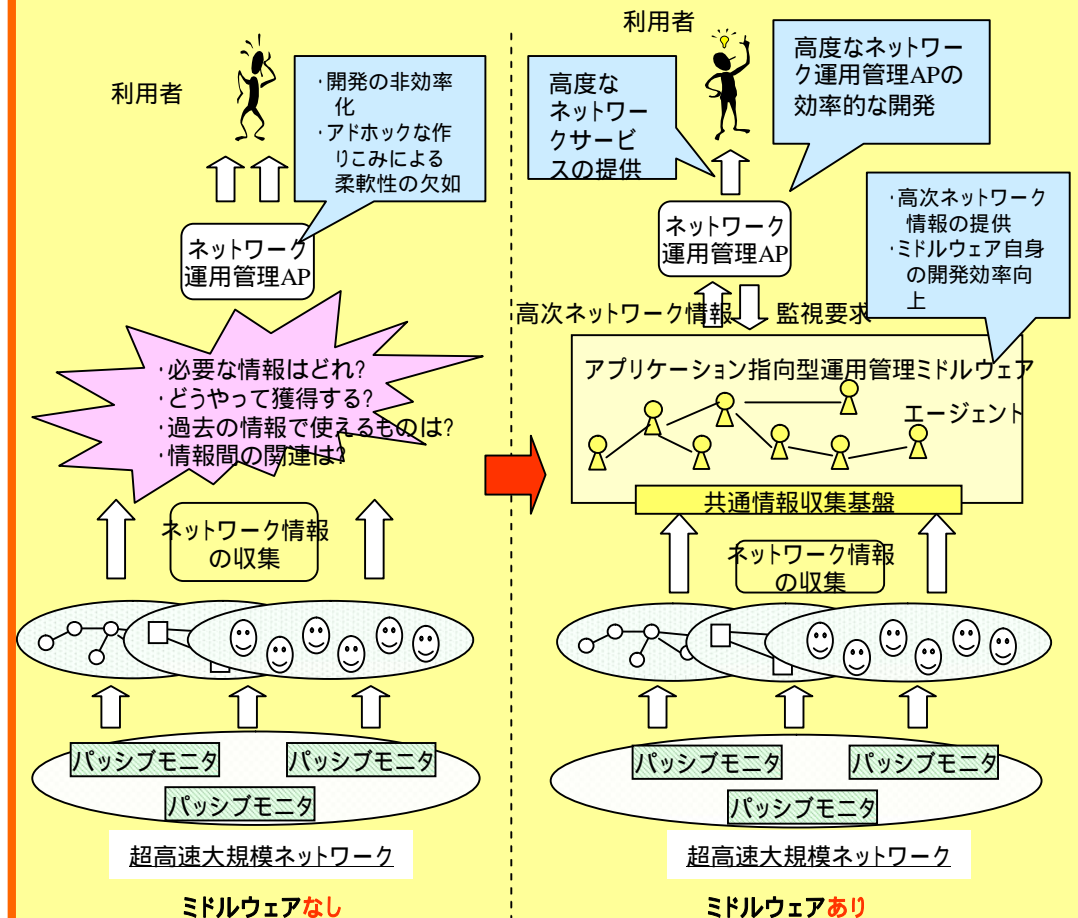 利用者
・開発の非効率
化
・アドホックな作
りこみによる
柔軟性の欠如
ネットワーク
運用管理AP
・必要な情報はどれ?
・どうやって獲得する?
・過去の情報で使えるものは?
・情報間の関連は?
ネットワーク情報
の収集
パッシブモニタ
パッシブモニタ
パッシブモニタ
超高速大規模ネットワーク
ミドルウェアなし
利用者
高度な
ネットワー
クサービ
スの提供
高度なネットワー
ク運用管理APの
効率的な開発
ネットワーク
運用管理AP
・高次ネットワーク
情報の提供
・ミドルウェア自身
の開発効率向
上
高次ネットワーク情報
監視要求
アプリケーション指向型運用管理ミドルウェア
エージェント
共通情報収集基盤
ネットワーク情報
の収集
パッシブモニタ
パッシブモニタ
パッシブモニタ
超高速大規模ネットワーク
ミドルウェアあり